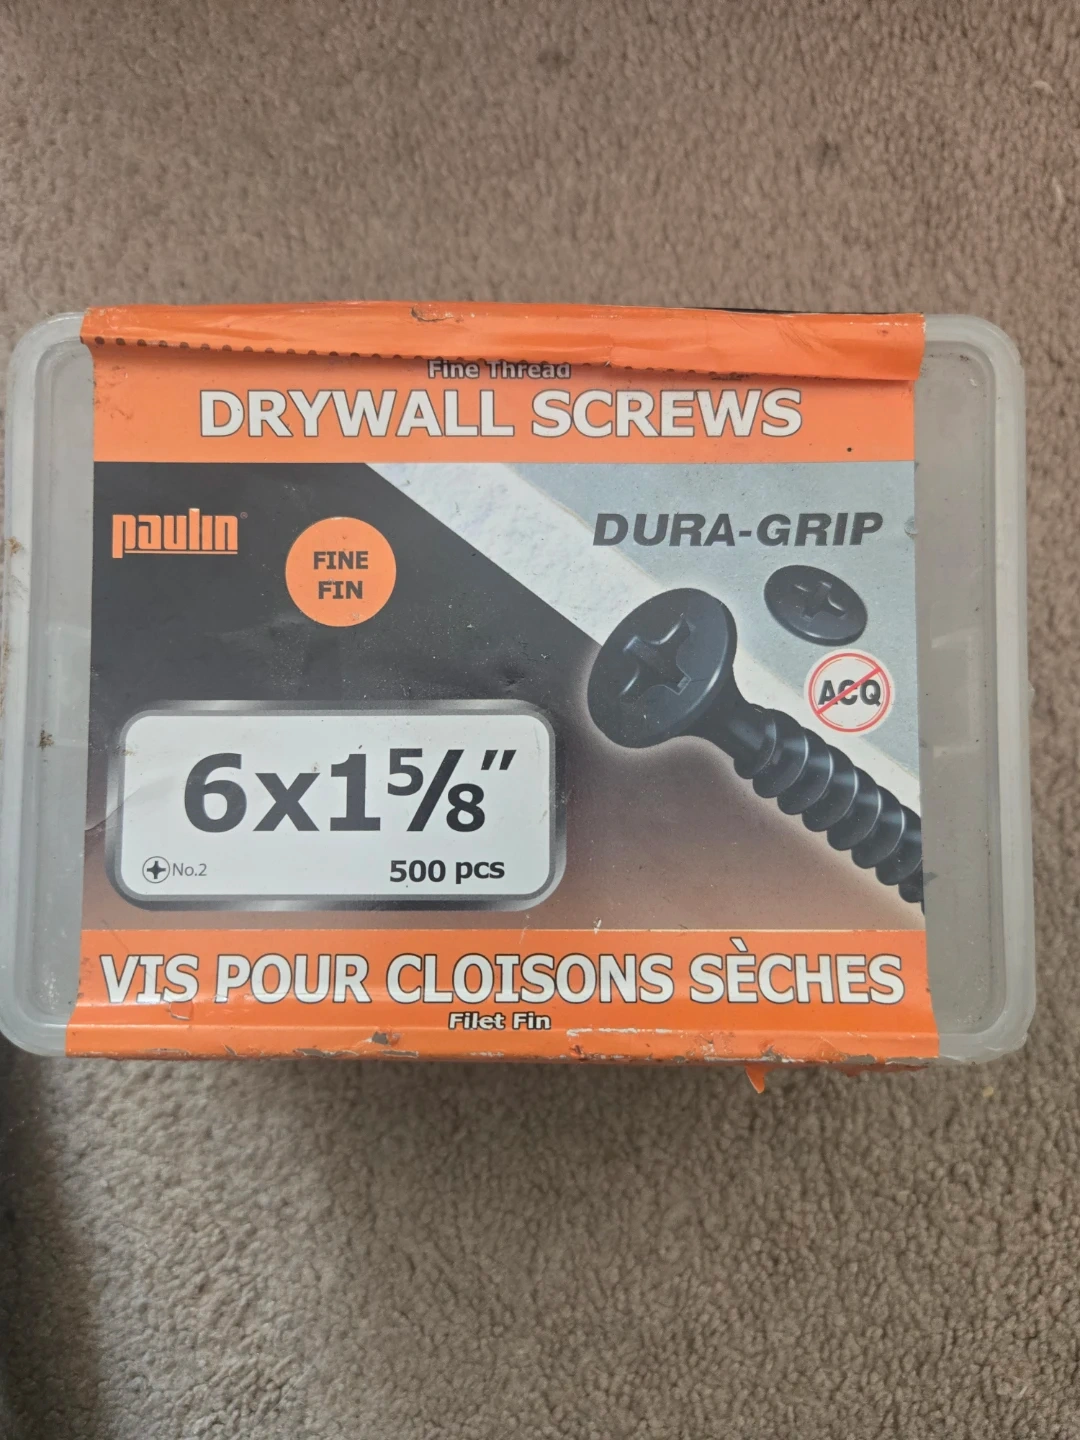 Fine Thread
DRYWALL SCREWS
paulin®
FINE
FIN
DURA-GRIP
ACQ
6x1⅝"
No.2
500 pcs
VIS POUR CLOISONS SÈCHES
Filet Fin